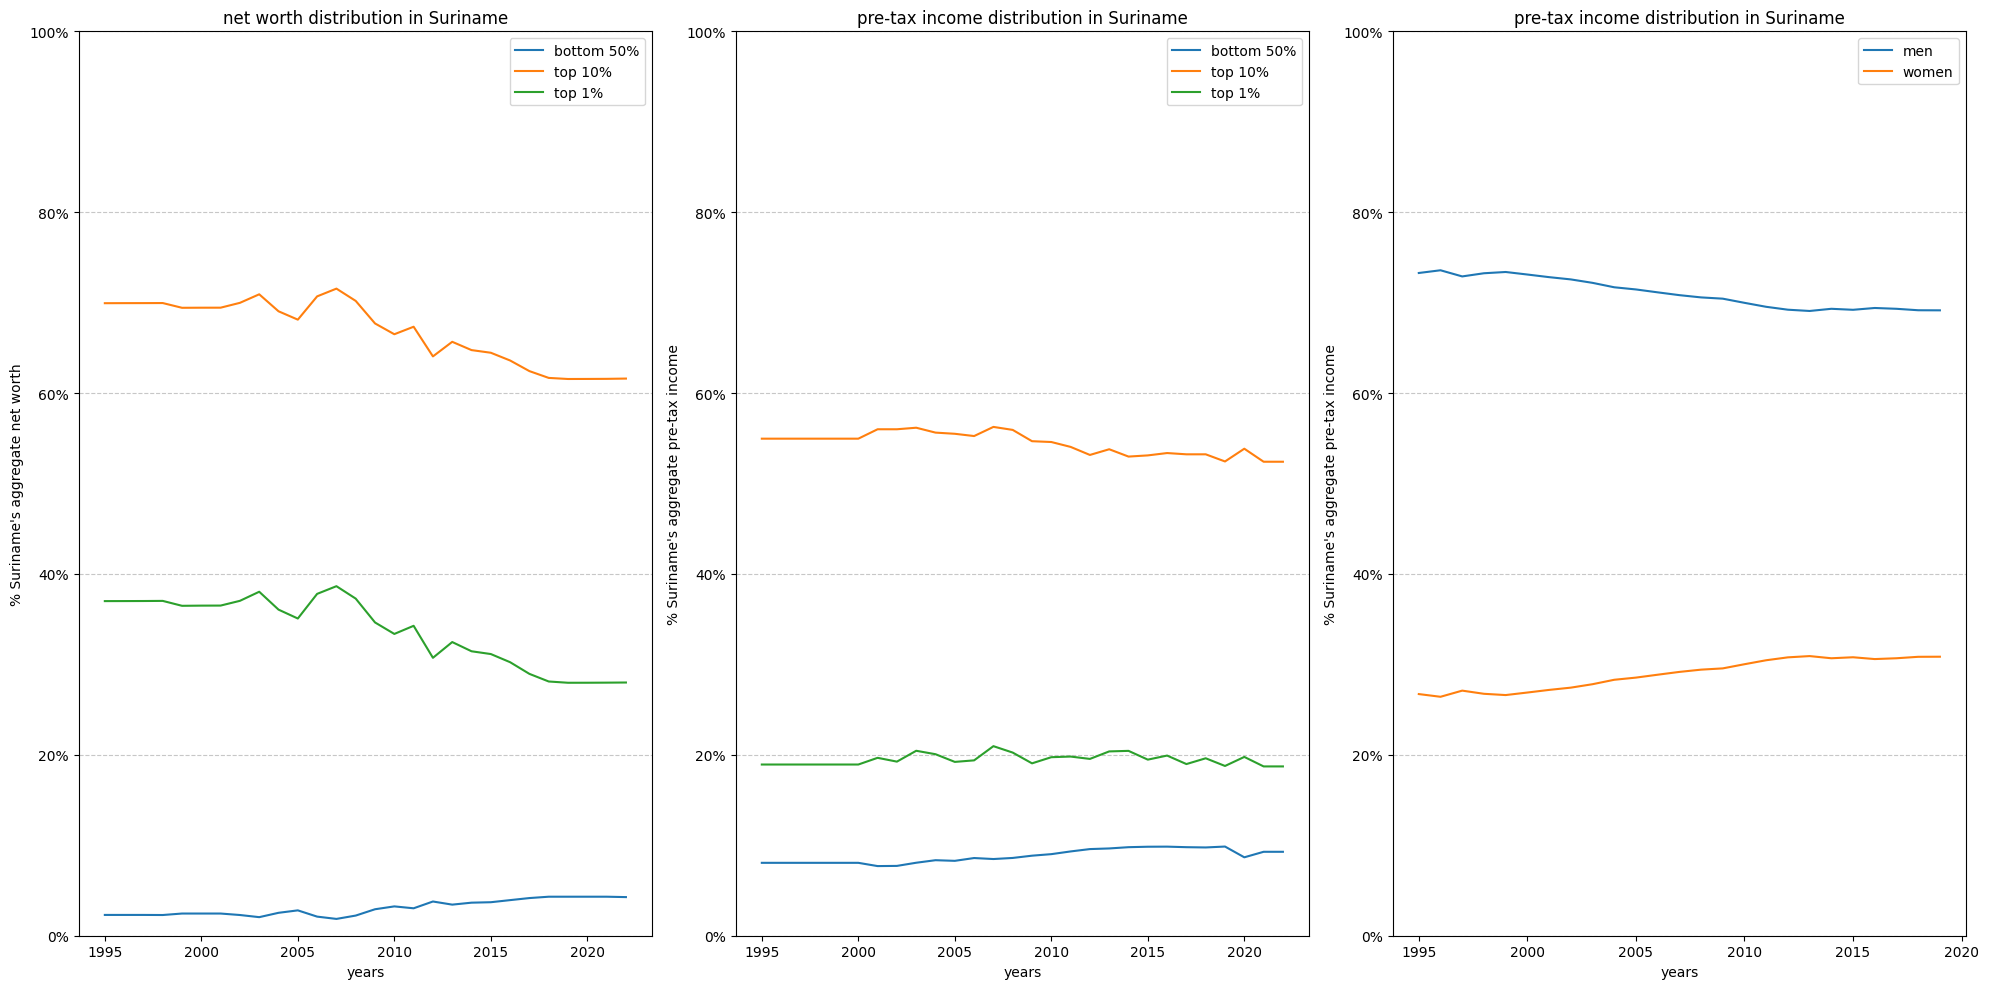 net worth distribution in Suriname
% Suriname's aggregate net worth
100%
80%
60%
40%
20%
0%
bottom 50%
top 10%
top 1%
1995 2000 2005 2010 2015 2020
years
pre-tax income distribution in Suriname
% Suriname's aggregate pre-tax income
100%
80%
60%
40%
20%
0%
bottom 50%
top 10%
top 1%
1995 2000 2005 2010 2015 2020
years
pre-tax income distribution in Suriname
% Suriname's aggregate pre-tax income
100%
80%
60%
40%
20%
0%
men
women
1995 2000 2005 2010 2015 2020
years